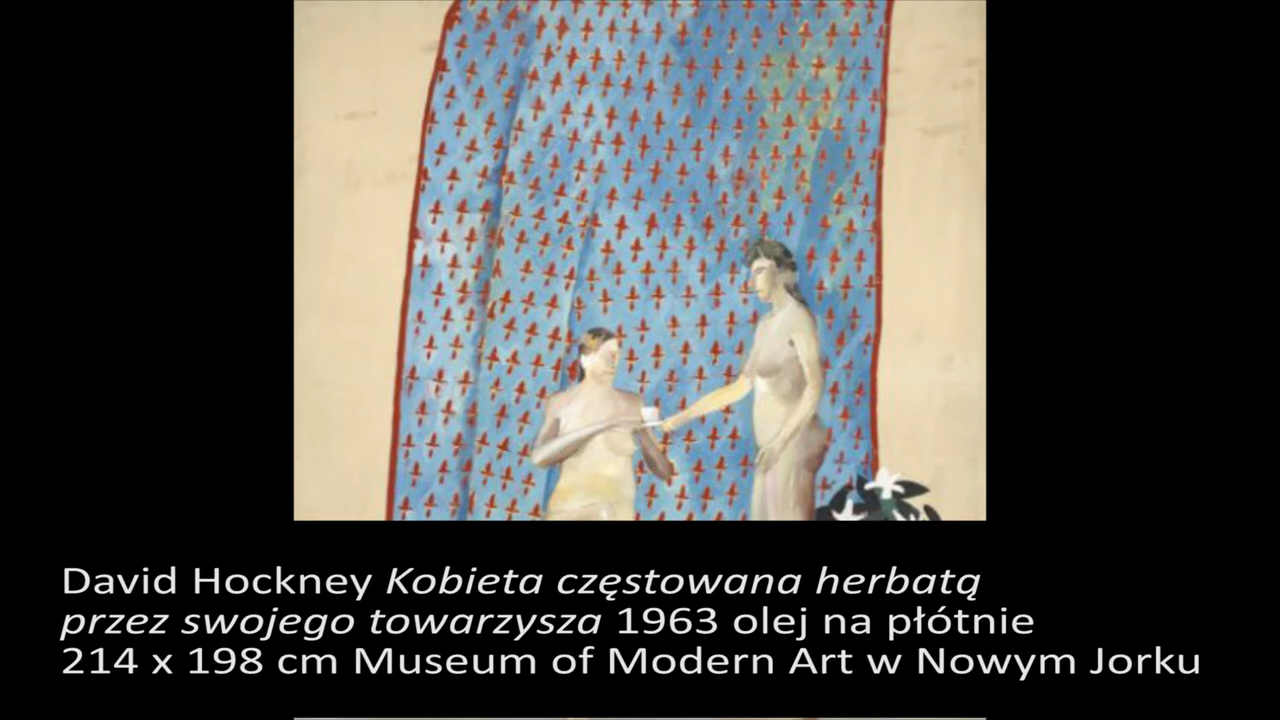 David Hockney Kobieta częstowana herbatą
przez swojego towarzysza 1963 olej na płótnie
214 x 198 cm Museum of Modern Art w Nowym Jorku